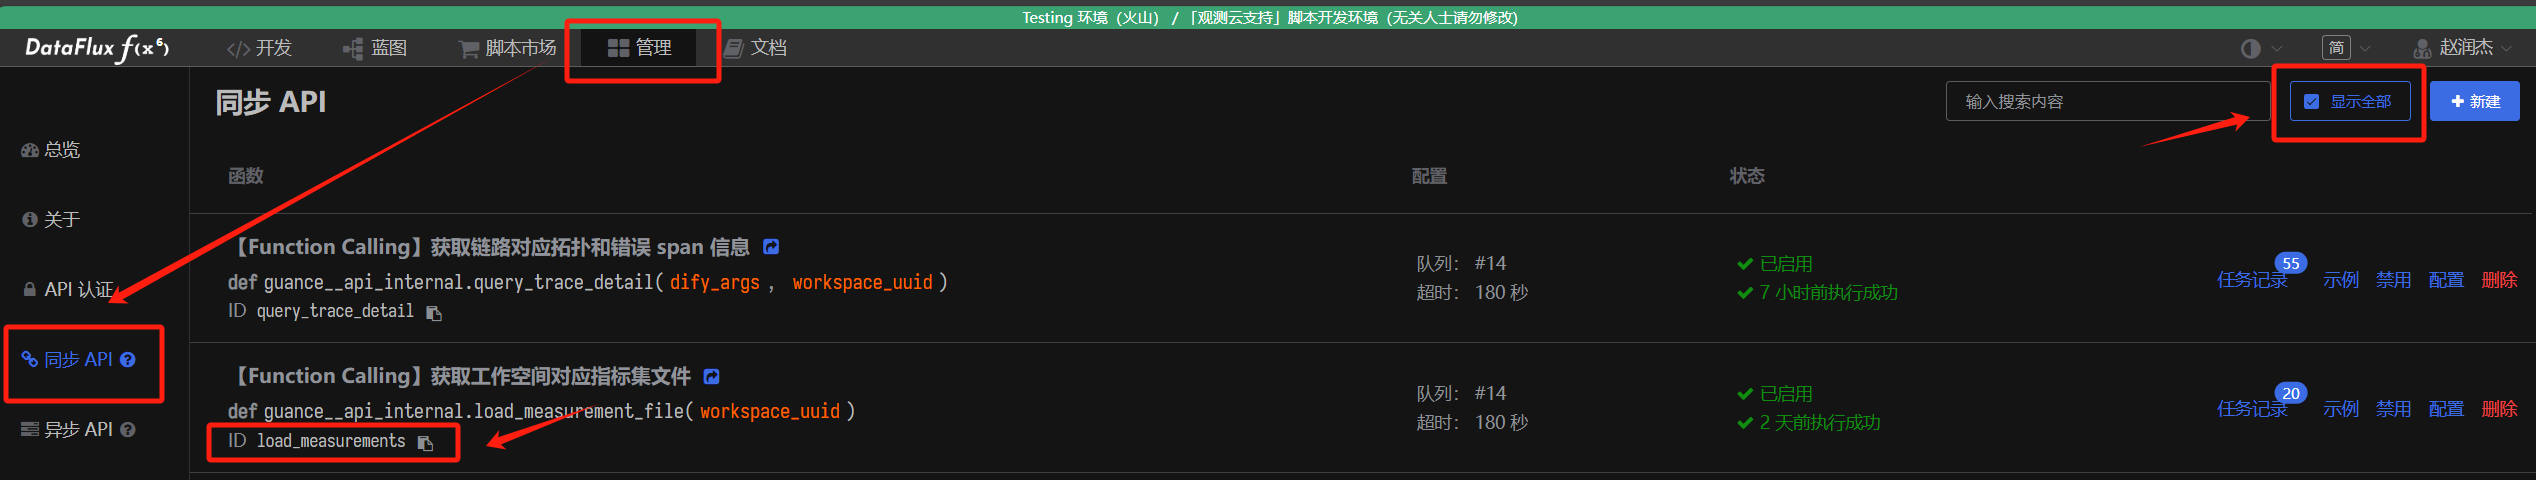 Testing 环境（火山） / 「观测云支持」脚本开发环境（无关人士请勿修改）
DataFlux f(x⁶)
</> 开发
蓝图
脚本市场
管理
文档
简
赵润杰
同步 API
输入搜索内容
显示全部
+ 新建
总览
关于
API 认证
同步 API ?
异步 API ?
函数
配置
状态
【Function Calling】获取链路对应拓扑和错误 span 信息
def guance__api_internal.query_trace_detail( dify_args , workspace_uuid )
ID query_trace_detail
队列： #14
超时： 180 秒
已启用
7 小时前执行成功
任务记录 55 示例 禁用 配置 删除
【Function Calling】获取工作空间对应指标集文件
def guance__api_internal.load_measurement_file( workspace_uuid )
ID load_measurements
队列： #14
超时： 180 秒
已启用
2 天前执行成功
任务记录 20 示例 禁用 配置 删除